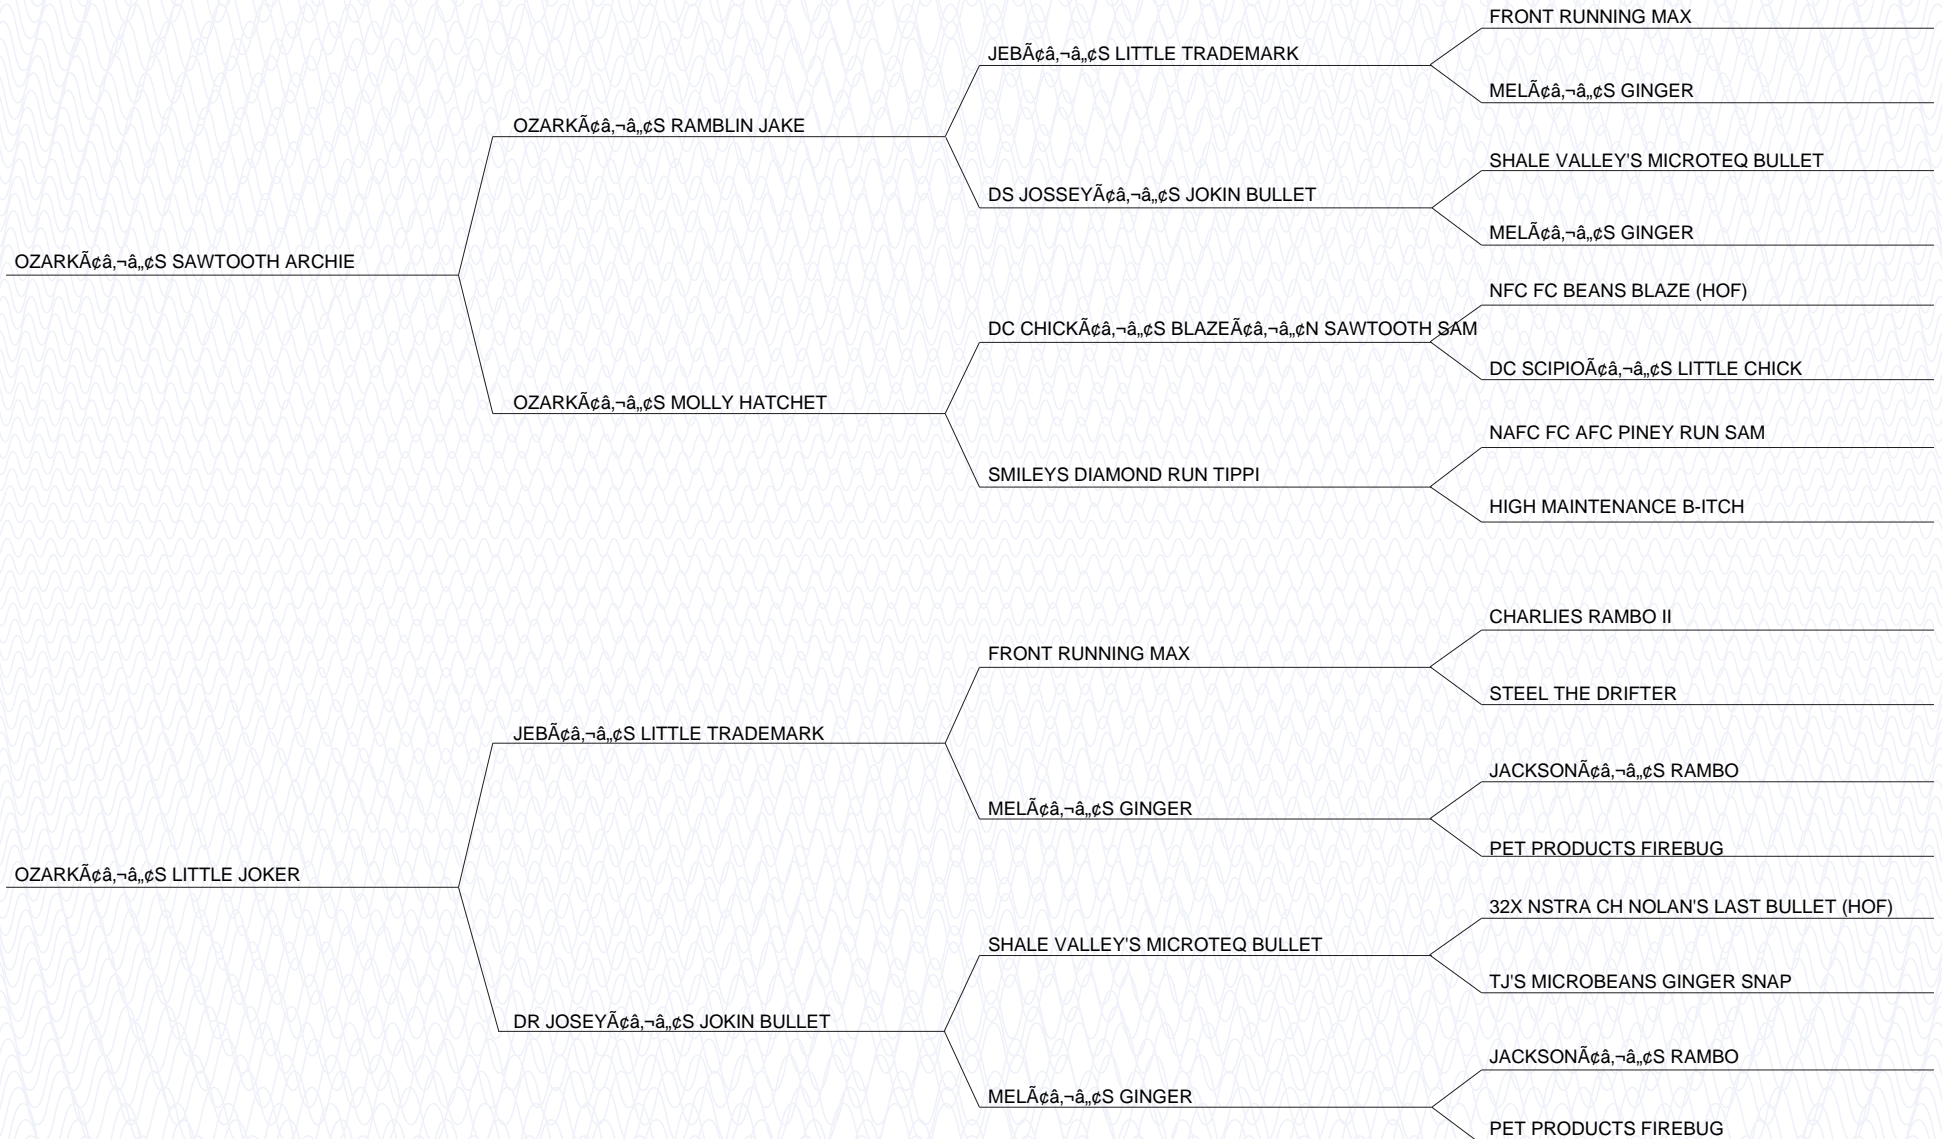 FRONT RUNNING MAX
JEBÃ¢â‚¬â„¢S LITTLE TRADEMARK
MELÃ¢â‚¬â„¢S GINGER
OZARKÃ¢â‚¬â„¢S RAMBLIN JAKE
SHALE VALLEY'S MICROTEQ BULLET
DS JOSSEYÃ¢â‚¬â„¢S JOKIN BULLET
MELÃ¢â‚¬â„¢S GINGER
OZARKÃ¢â‚¬â„¢S SAWTOOTH ARCHIE
NFC FC BEANS BLAZE (HOF)
DC CHICKÃ¢â‚¬â„¢S BLAZEÃ¢â‚¬â„¢N SAWTOOTH SAM
DC SCIPIOÃ¢â‚¬â„¢S LITTLE CHICK
OZARKÃ¢â‚¬â„¢S MOLLY HATCHET
NAFC FC AFC PINEY RUN SAM
SMILEYS DIAMOND RUN TIPPI
HIGH MAINTENANCE B-ITCH
CHARLIES RAMBO II
FRONT RUNNING MAX
STEEL THE DRIFTER
JEBÃ¢â‚¬â„¢S LITTLE TRADEMARK
JACKSONÃ¢â‚¬â„¢S RAMBO
MELÃ¢â‚¬â„¢S GINGER
PET PRODUCTS FIREBUG
OZARKÃ¢â‚¬â„¢S LITTLE JOKER
32X NSTRA CH NOLAN'S LAST BULLET (HOF)
SHALE VALLEY'S MICROTEQ BULLET
TJ'S MICROBEANS GINGER SNAP
DR JOSEYÃ¢â‚¬â„¢S JOKIN BULLET
JACKSONÃ¢â‚¬â„¢S RAMBO
MELÃ¢â‚¬â„¢S GINGER
PET PRODUCTS FIREBUG